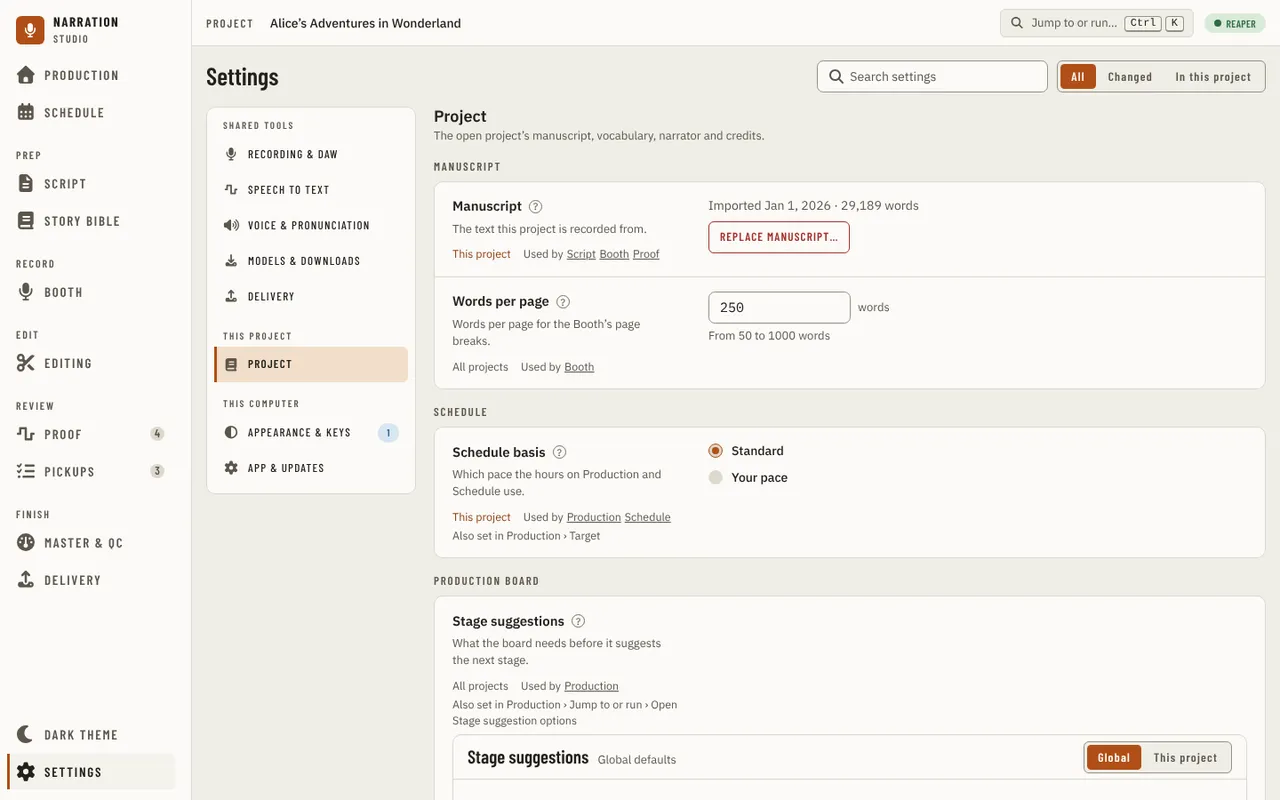 NARRATION
STUDIO
PRODUCTION
SCHEDULE
PREP
SCRIPT
STORY BIBLE
RECORD
BOOTH
EDIT
EDITING
REVIEW
PROOF 4
PICKUPS 3
FINISH
MASTER & QC
DELIVERY
DARK THEME
SETTINGS
PROJECT Alice's Adventures in Wonderland
Jump to or run... Ctrl K
REAPER
Settings
Search settings
All Changed In this project
SHARED TOOLS
RECORDING & DAW
SPEECH TO TEXT
VOICE & PRONUNCIATION
MODELS & DOWNLOADS
DELIVERY
THIS PROJECT
PROJECT
THIS COMPUTER
APPEARANCE & KEYS 1
APP & UPDATES
Project
The open project's manuscript, vocabulary, narrator and credits.
MANUSCRIPT
Manuscript ?
The text this project is recorded from.
This project Used by Script Booth Proof
Imported Jan 1, 2026 · 29,189 words
REPLACE MANUSCRIPT...
Words per page ?
Words per page for the Booth's page
breaks.
All projects Used by Booth
250 words
From 50 to 1000 words
SCHEDULE
Schedule basis ?
Which pace the hours on Production and
Schedule use.
This project Used by Production Schedule
Also set in Production › Target
Standard
Your pace
PRODUCTION BOARD
Stage suggestions ?
What the board needs before it suggests
the next stage.
All projects Used by Production
Also set in Production › Jump to or run › Open
Stage suggestion options
Stage suggestions Global defaults
Global This project